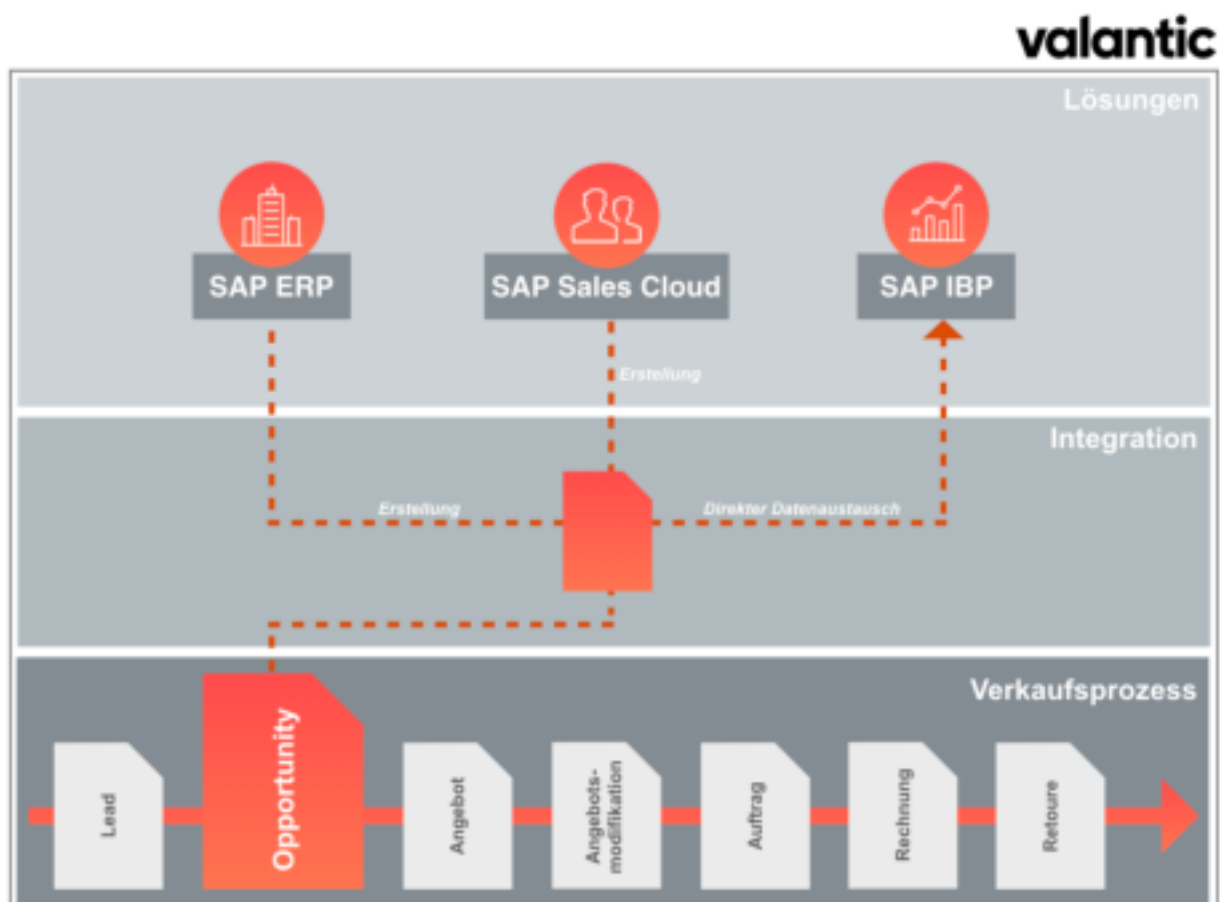 valantic
Lösungen
SAP ERP
SAP Sales Cloud
SAP IBP
Erstellung
Integration
Erstellung
Direkter Datenaustausch
Verkaufsprozess
Lead
Opportunity
Angebot
Angebots-
modifikation
Auftrag
Rechnung
Retoure